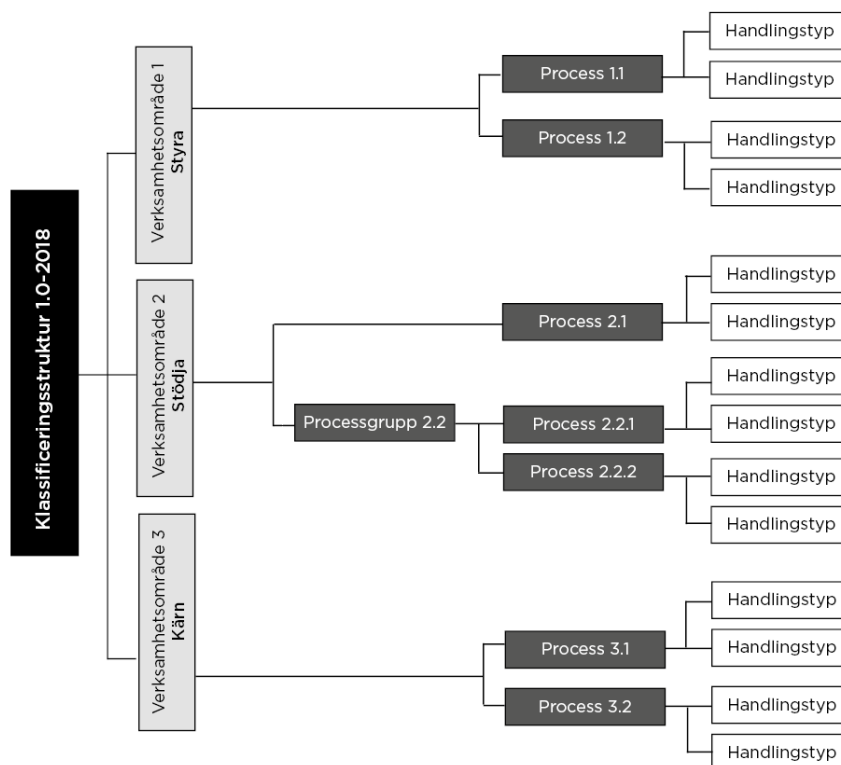 Klassificeringsstruktur 1.0-2018
Verksamhetsområde 1
Styra
Process 1.1
Handlingstyp
Handlingstyp
Process 1.2
Handlingstyp
Handlingstyp
Verksamhetsområde 2
Stödja
Process 2.1
Handlingstyp
Handlingstyp
Processgrupp 2.2
Process 2.2.1
Handlingstyp
Handlingstyp
Process 2.2.2
Handlingstyp
Handlingstyp
Verksamhetsområde 3
Kärn
Process 3.1
Handlingstyp
Handlingstyp
Process 3.2
Handlingstyp
Handlingstyp